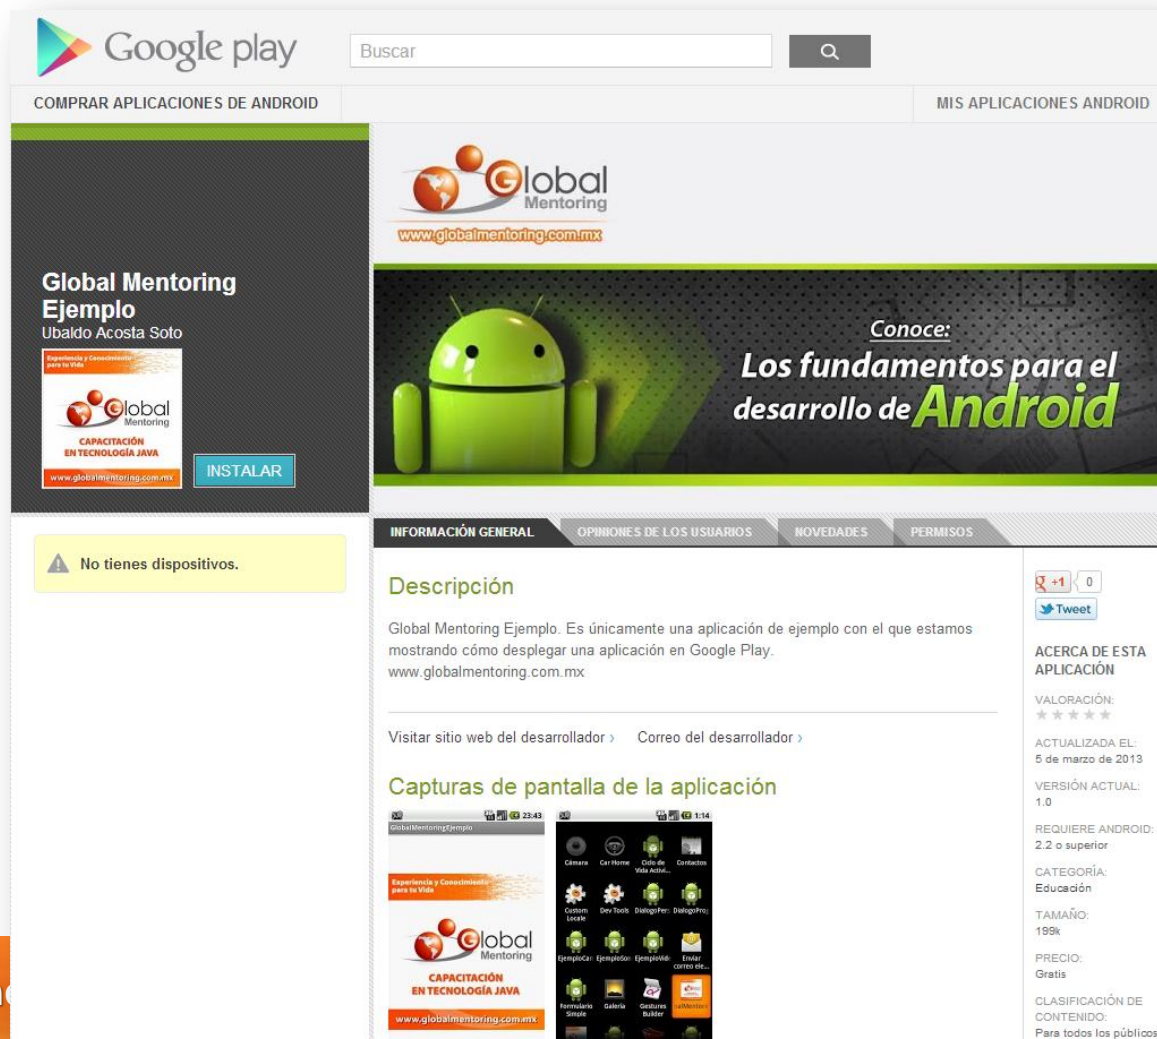 Google play
Buscar
COMPRAR APLICACIONES DE ANDROID
MIS APLICACIONES ANDROID
Global Mentoring
Ejemplo
Ubaldo Acosta Soto
Experiencia y Conocimiento
para tu Vida
Global
Mentoring
CAPACITACIÓN
EN TECNOLOGÍA JAVA
www.globalmentoring.com.mx
INSTALAR
No tienes dispositivos.
Global
Mentoring
www.globalmentoring.com.mx
Conoce:
Los fundamentos para el
desarrollo de Android
INFORMACIÓN GENERAL
OPINIONES DE LOS USUARIOS
NOVEDADES
PERMISOS
Descripción
Global Mentoring Ejemplo. Es únicamente una aplicación de ejemplo con el que estamos
mostrando cómo desplegar una aplicación en Google Play.
www.globalmentoring.com.mx
Visitar sitio web del desarrollador ›
Correo del desarrollador ›
Capturas de pantalla de la aplicación
23:43
GlobalMentoringEjemplo
Experiencia y Conocimiento
para tu Vida
Global
Mentoring
CAPACITACIÓN
EN TECNOLOGÍA JAVA
www.globalmentoring.com.mx
1:14
Cámara
Car Home
Ciclo de
Vida Activi...
Contactos
Custom
Locale
Dev Tools
DialogoPer
DialogoPro
EjemploCar
EjemploSon
EjemploVid
Enviar
correo ele...
Formulario
Simple
Galería
Gestures
Builder
+1
0
Tweet
ACERCA DE ESTA
APLICACIÓN
VALORACIÓN:
ACTUALIZADA EL:
5 de marzo de 2013
VERSIÓN ACTUAL:
1.0
REQUIERE ANDROID:
2.2 o superior
CATEGORÍA:
Educación
TAMAÑO:
199k
PRECIO:
Gratis
CLASIFICACIÓN DE
CONTENIDO:
Para todos los públicos